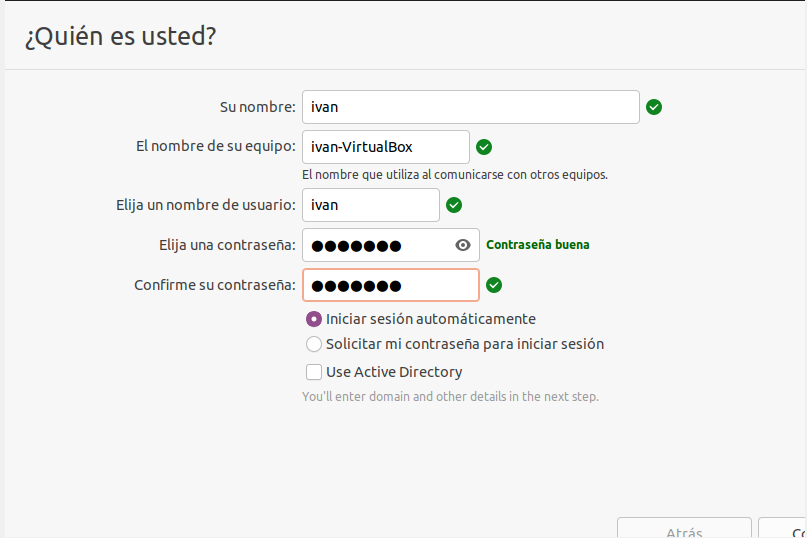 ¿Quién es usted?
Su nombre: ivan
El nombre de su equipo: ivan-VirtualBox
El nombre que utiliza al comunicarse con otros equipos.
Elija un nombre de usuario: ivan
Elija una contraseña: ●●●●●●● Contraseña buena
Confirme su contraseña: ●●●●●●●
Iniciar sesión automáticamente
Solicitar mi contraseña para iniciar sesión
Use Active Directory
You'll enter domain and other details in the next step.
Atrás